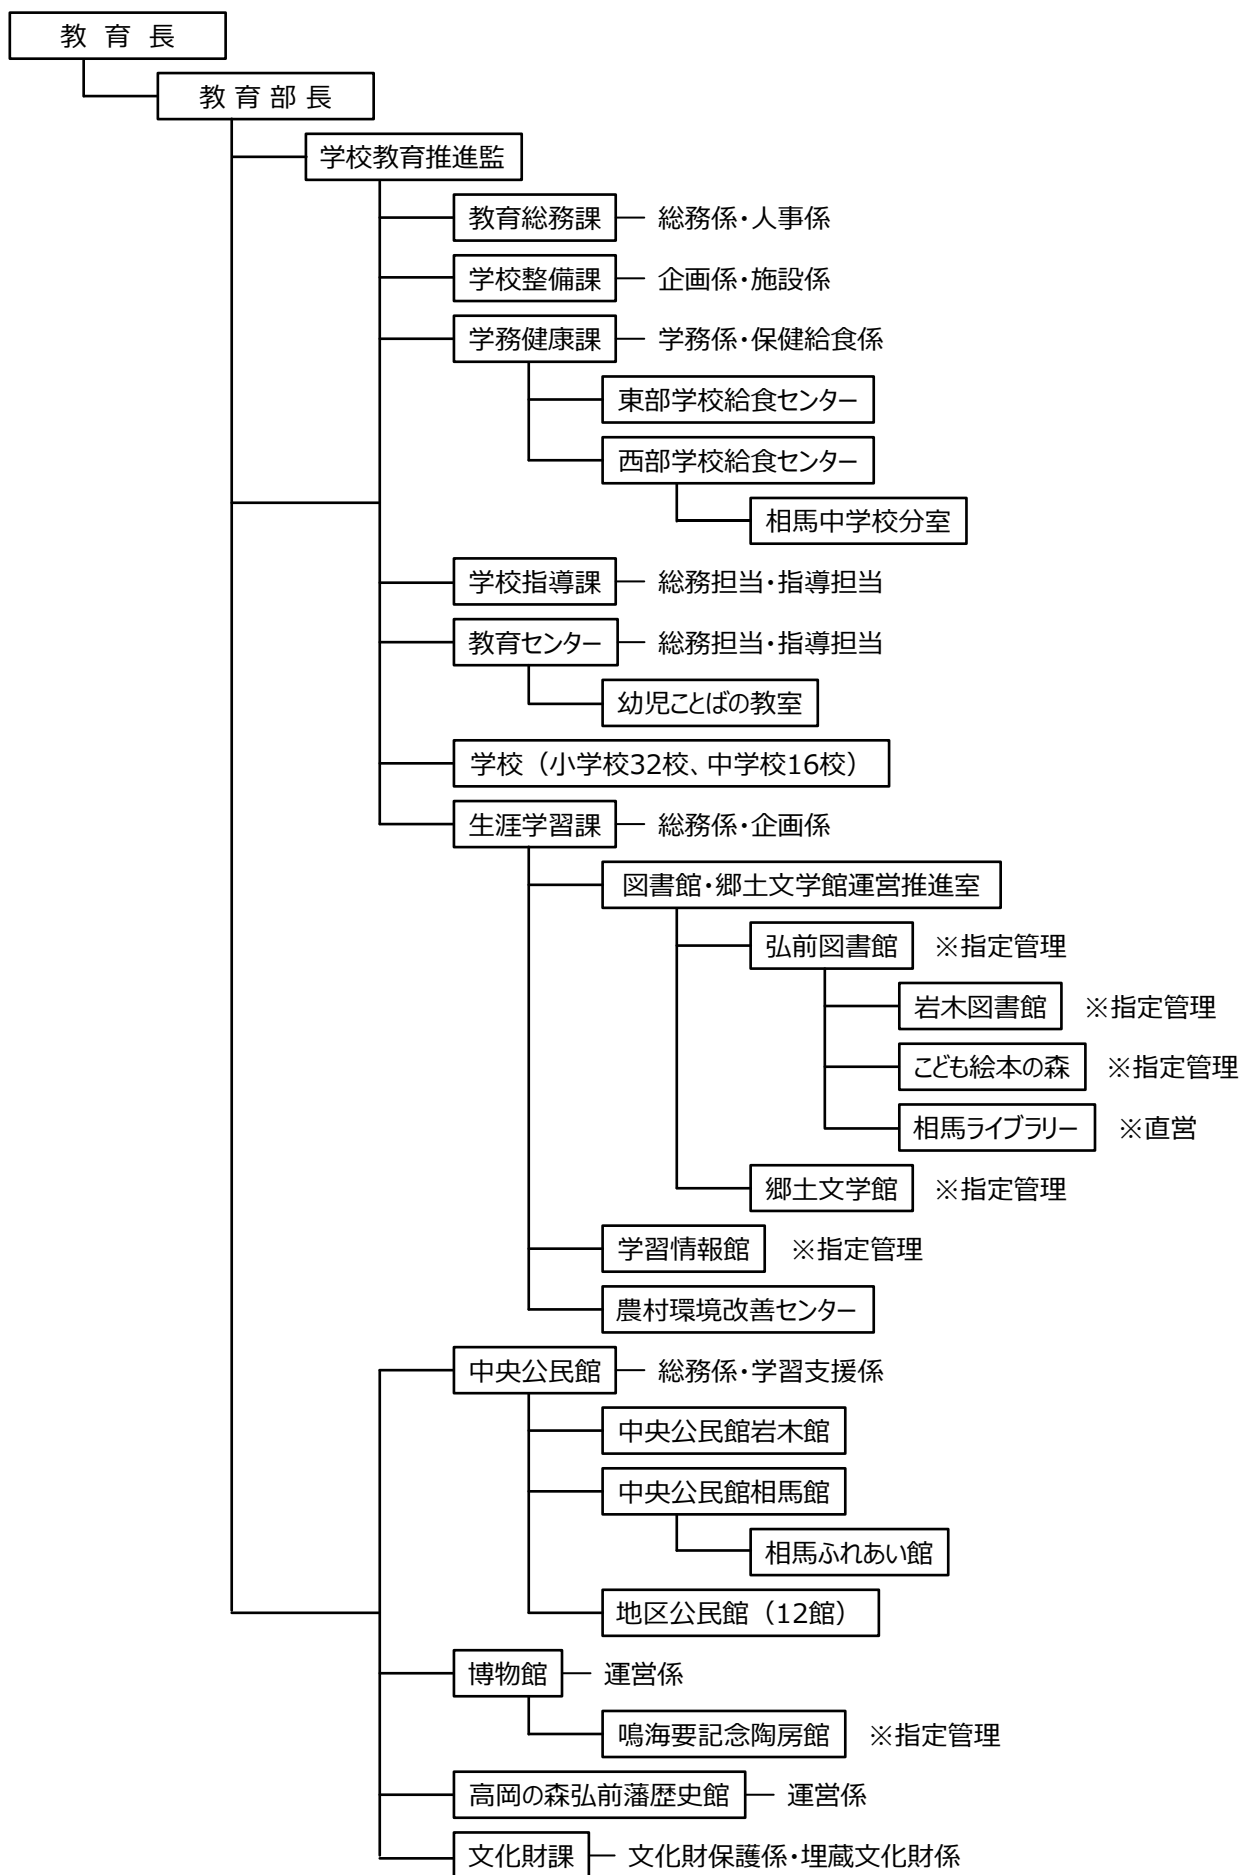 教 育 長
教 育 部 長
学校教育推進監
教育総務課 総務係・人事係
学校整備課 企画係・施設係
学務健康課 学務係・保健給食係
東部学校給食センター
西部学校給食センター
相馬中学校分室
学校指導課 総務担当・指導担当
教育センター 総務担当・指導担当
幼児ことばの教室
学校（小学校32校、中学校16校）
生涯学習課 総務係・企画係
図書館・郷土文学館運営推進室
弘前図書館 ※指定管理
岩木図書館 ※指定管理
こども絵本の森 ※指定管理
相馬ライブラリー ※直営
郷土文学館 ※指定管理
学習情報館 ※指定管理
農村環境改善センター
中央公民館 総務係・学習支援係
中央公民館岩木館
中央公民館相馬館
相馬ふれあい館
地区公民館（12館）
博物館 運営係
鳴海要記念陶房館 ※指定管理
高岡の森弘前藩歴史館 運営係
文化財課 文化財保護係・埋蔵文化財係